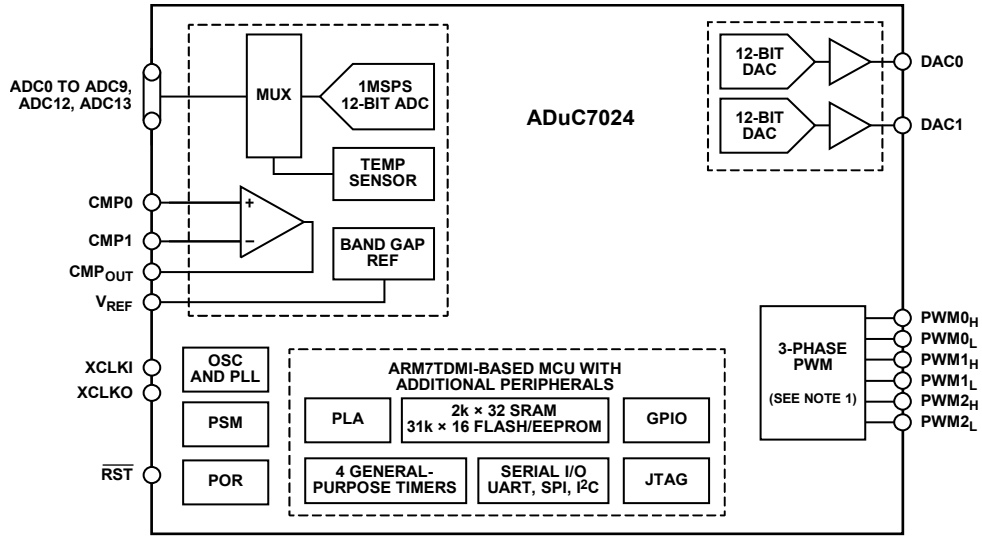 ADC0 TO ADC9,
ADC12, ADC13
MUX
1MSPS
12-BIT ADC
TEMP
SENSOR
CMP0
CMP1
CMPOUT
VREF
+
−
BAND GAP
REF
ADuC7024
12-BIT
DAC
DAC0
12-BIT
DAC
DAC1
3-PHASE
PWM
(SEE NOTE 1)
PWM0H
PWM0L
PWM1H
PWM1L
PWM2H
PWM2L
XCLKI
XCLKO
RST
OSC
AND PLL
PSM
POR
ARM7TDMI-BASED MCU WITH
ADDITIONAL PERIPHERALS
PLA
2k × 32 SRAM
31k × 16 FLASH/EEPROM
GPIO
4 GENERAL-
PURPOSE TIMERS
SERIAL I/O
UART, SPI, I2C
JTAG